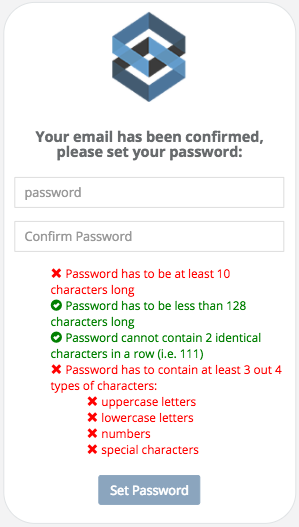 Your email has been confirmed,
please set your password:
password
Confirm Password
Password has to be at least 10
characters long
Password has to be less than 128
characters long
Password cannot contain 2 identical
characters in a row (i.e. 111)
Password has to contain at least 3 out 4
types of characters:
uppercase letters
lowercase letters
numbers
special characters
Set Password